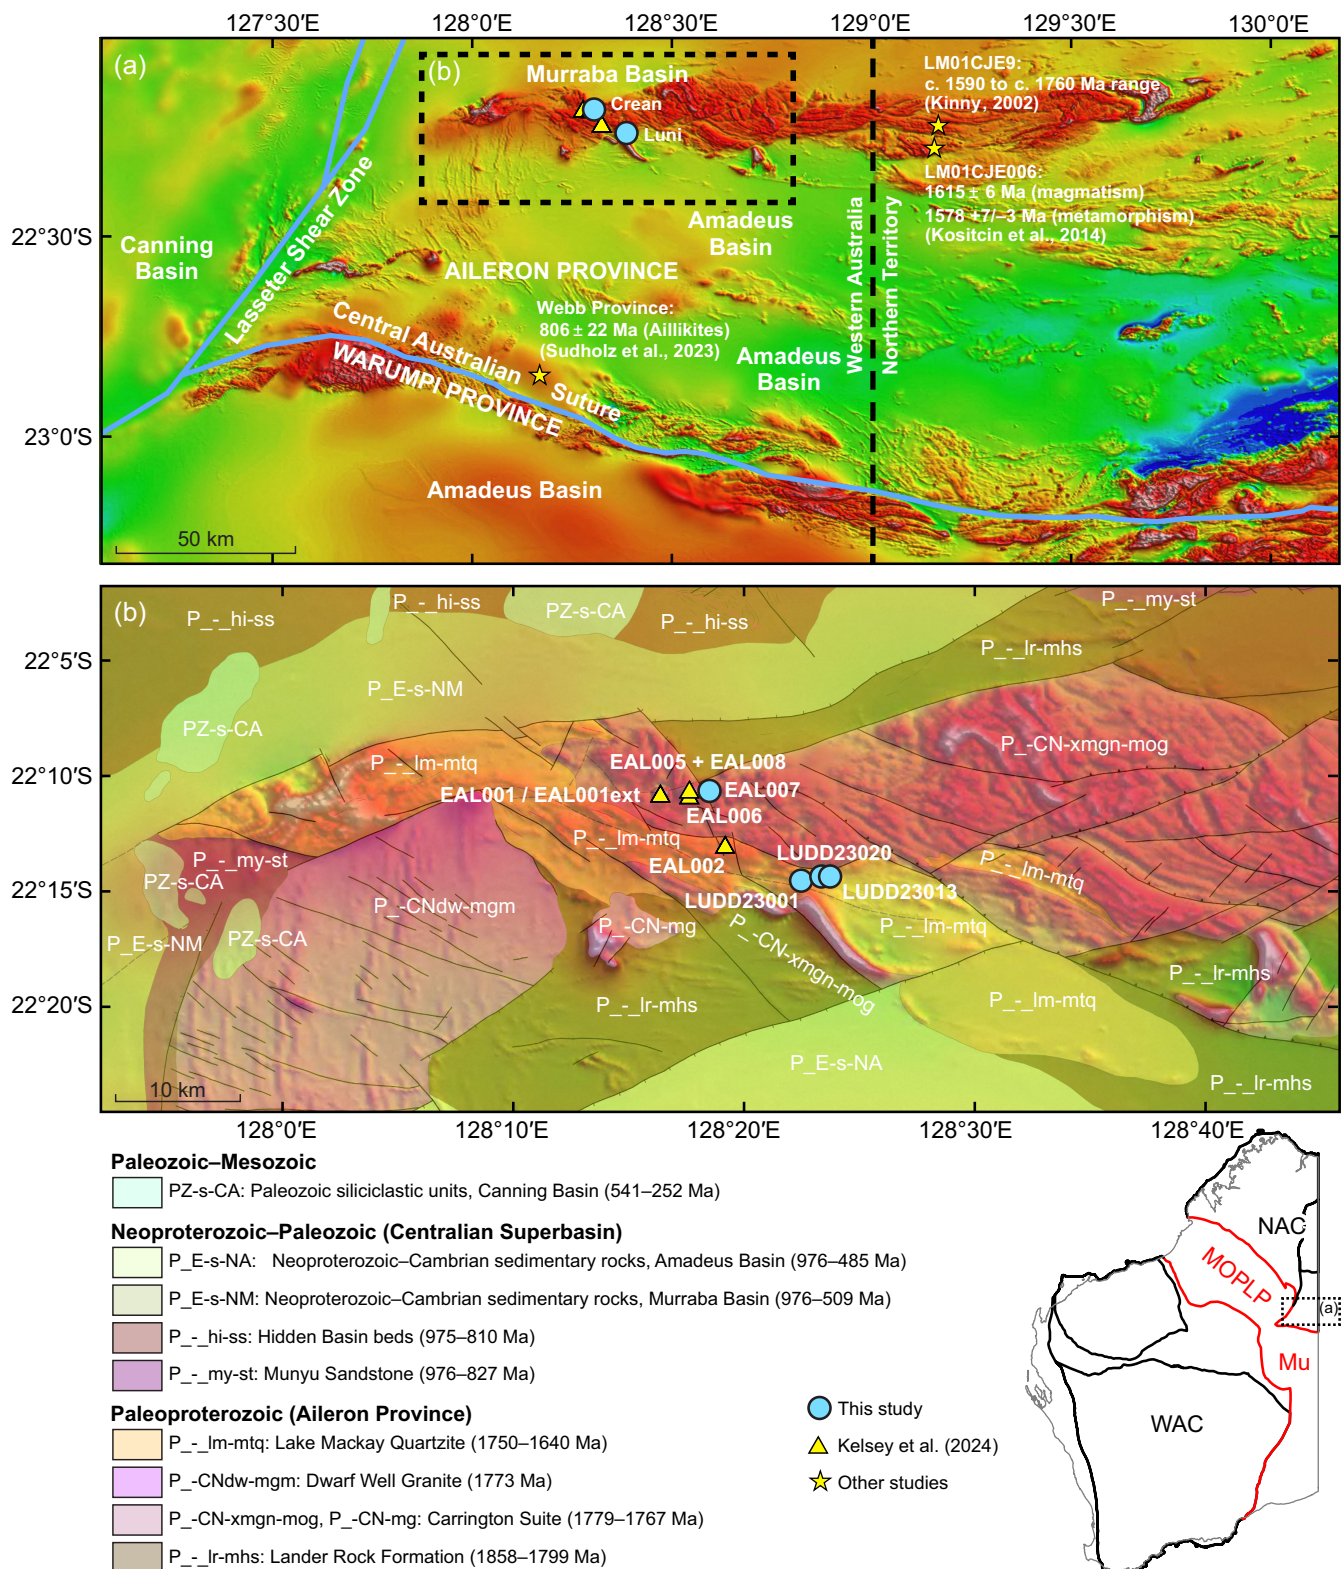 127°30'E 128°0'E 128°30'E 129°0'E 129°30'E 130°0'E
(a)
(b)
Murraba Basin
Crean
Luni
LM01CJE9:
c. 1590 to c. 1760 Ma range
(Kinny, 2002)
LM01CJE006:
1615 ± 6 Ma (magmatism)
1578 +7/–3 Ma (metamorphism)
(Kositcin et al., 2014)
22°30'S
23°0'S
Canning
Basin
Lasseter Shear Zone
Amadeus
Basin
AILERON PROVINCE
Western Australia
Northern Territory
Webb Province:
806 ± 22 Ma (Aillikites)
(Sudholz et al., 2023)
Central Australian Suture
WARUMPI PROVINCE
Amadeus
Basin
Amadeus Basin
50 km
(b)
P_-_hi-ss
P_-_hi-ss
PZ-s-CA
P_-_hi-ss
P_-_my-st
P_-_lr-mhs
22°5'S
P_E-s-NM
PZ-s-CA
P_-CN-xmgn-mog
P_-_lm-mtq
22°10'S
EAL005 + EAL008
EAL001 / EAL001ext
EAL007
EAL006
P_-_lm-mtq
EAL002
LUDD23020
P_-_lm-mtq
P_-_my-st
PZ-s-CA
22°15'S
LUDD23001
LUDD23013
P_-CNdw-mgm
P_-CN-mg
P_-_lm-mtq
P_E-s-NM
PZ-s-CA
P_-CN-xmgn-mog
P_-_lr-mhs
22°20'S
P_-_lr-mhs
P_-_lm-mtq
P_E-s-NA
P_-_lr-mhs
10 km
128°0'E 128°10'E 128°20'E 128°30'E 128°40'E
Paleozoic–Mesozoic
PZ-s-CA: Paleozoic siliciclastic units, Canning Basin (541–252 Ma)
Neoproterozoic–Paleozoic (Centralian Superbasin)
P_E-s-NA: Neoproterozoic–Cambrian sedimentary rocks, Amadeus Basin (976–485 Ma)
P_E-s-NM: Neoproterozoic–Cambrian sedimentary rocks, Murraba Basin (976–509 Ma)
P_-_hi-ss: Hidden Basin beds (975–810 Ma)
P_-_my-st: Munyu Sandstone (976–827 Ma)
Paleoproterozoic (Aileron Province)
P_-_lm-mtq: Lake Mackay Quartzite (1750–1640 Ma)
P_-CNdw-mgm: Dwarf Well Granite (1773 Ma)
P_-CN-xmgn-mog, P_-CN-mg: Carrington Suite (1779–1767 Ma)
P_-_lr-mhs: Lander Rock Formation (1858–1799 Ma)
This study
Kelsey et al. (2024)
Other studies
NAC
MOPLP
(a)
Mu
WAC